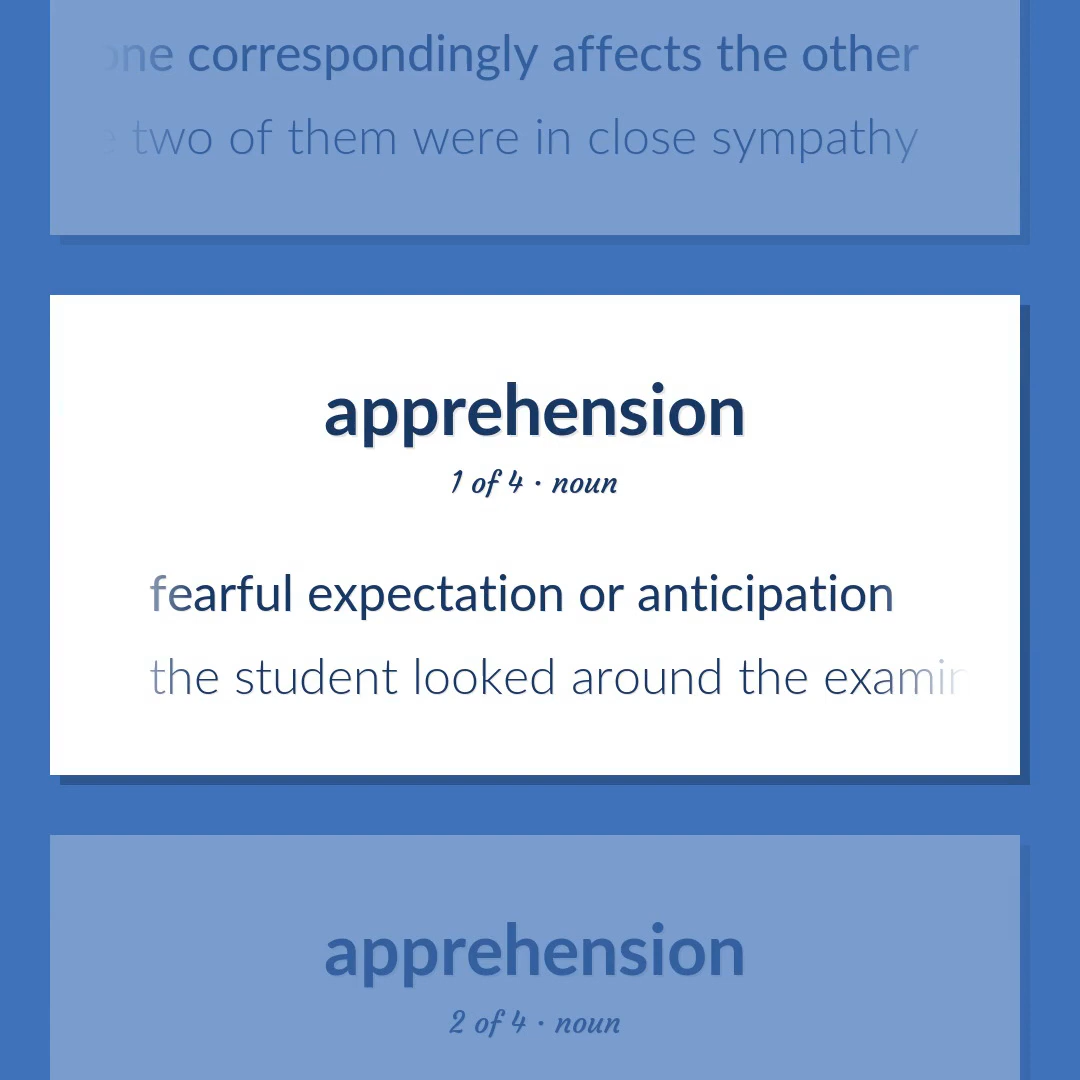 one correspondingly affects the other
two of them were in close sympathy
apprehension
1 of 4 · noun
fearful expectation or anticipation
the student looked around the examin
apprehension
2 of 4 · noun